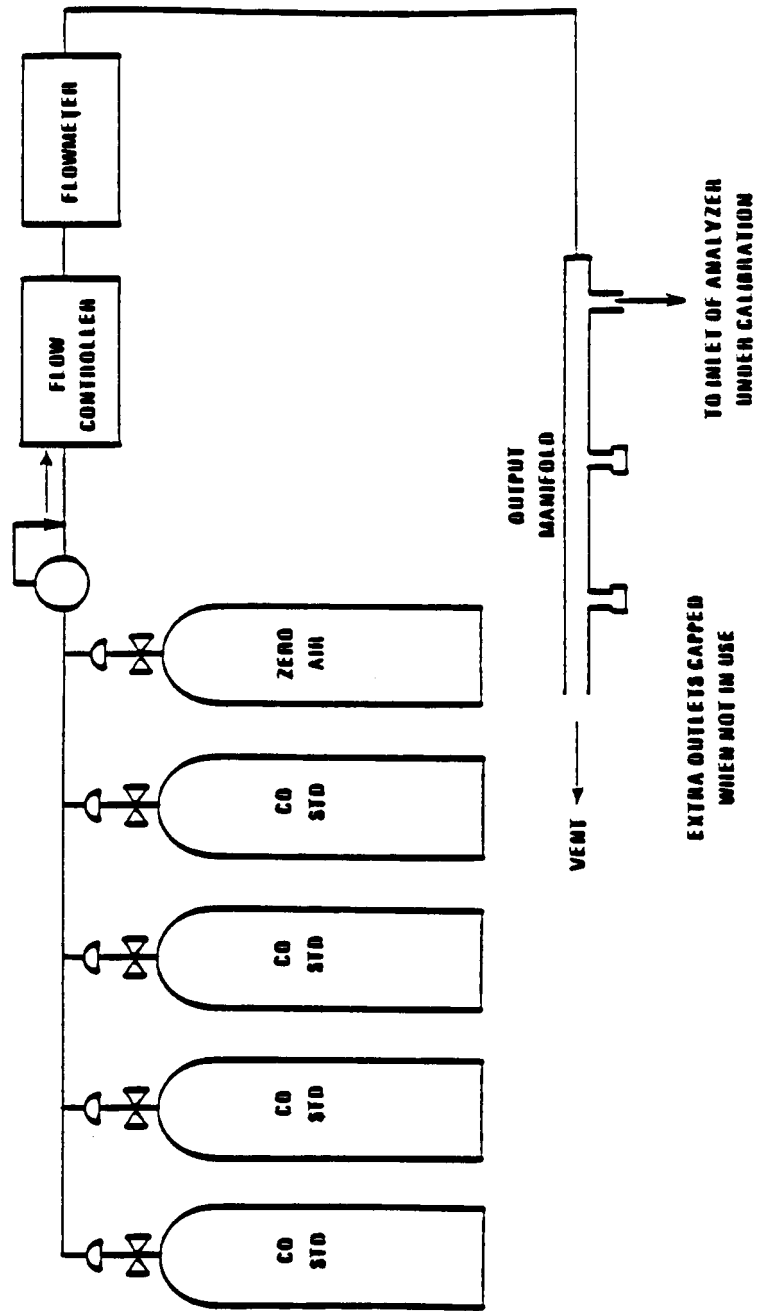 FLOWMETER
FLOW
CONTROLLER
ZERO
AIR
CO
STD
CO
STD
CO
STD
CO
STD
OUTPUT
MANIFOLD
VENT
TO INLET OF ANALYZER
UNDER CALIBRATION
EXTRA OUTLETS CAPPED
WHEN NOT IN USE